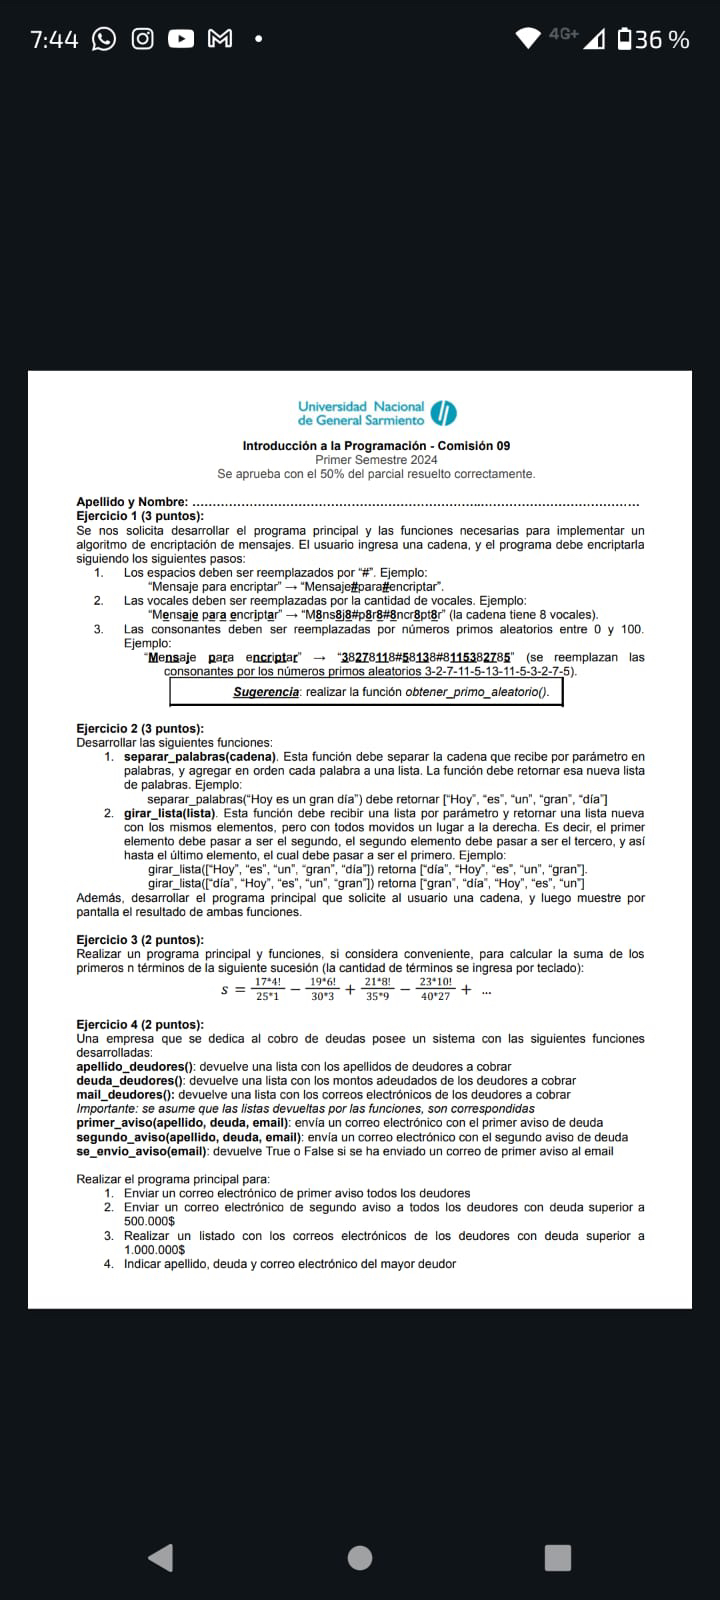 7:44
4G+
36 %
Universidad Nacional
de General Sarmiento
Introducción a la Programación - Comisión 09
Primer Semestre 2024
Se aprueba con el 50% del parcial resuelto correctamente.
Apellido y Nombre: ................................................................................................................
Ejercicio 1 (3 puntos):
Se nos solicita desarrollar el programa principal y las funciones necesarias para implementar un
algoritmo de encriptación de mensajes. El usuario ingresa una cadena, y el programa debe encriptarla
siguiendo los siguientes pasos:
1. Los espacios deben ser reemplazados por "#". Ejemplo:
"Mensaje para encriptar" → "Mensaje#para#encriptar".
2. Las vocales deben ser reemplazadas por la cantidad de vocales. Ejemplo:
"Mensaje para encriptar" → "M8ns8j8#p8r8#8ncr8pt8r" (la cadena tiene 8 vocales).
3. Las consonantes deben ser reemplazadas por números primos aleatorios entre 0 y 100.
Ejemplo:
"Mensaje para encriptar" → "38278118#58138#8115382785" (se reemplazan las
consonantes por los números primos aleatorios 3-2-7-11-5-13-11-5-3-2-7-5).
Sugerencia: realizar la función obtener_primo_aleatorio().
Ejercicio 2 (3 puntos):
Desarrollar las siguientes funciones:
1. separar_palabras(cadena). Esta función debe separar la cadena que recibe por parámetro en
palabras, y agregar en orden cada palabra a una lista. La función debe retornar esa nueva lista
de palabras. Ejemplo:
separar_palabras("Hoy es un gran día") debe retornar ["Hoy", "es", "un", "gran", "día"]
2. girar_lista(lista). Esta función debe recibir una lista por parámetro y retornar una lista nueva
con los mismos elementos, pero con todos movidos un lugar a la derecha. Es decir, el primer
elemento debe pasar a ser el segundo, el segundo elemento debe pasar a ser el tercero, y así
hasta el último elemento, el cual debe pasar a ser el primero. Ejemplo:
girar_lista(["Hoy", "es", "un", "gran", "día"]) retorna ["día", "Hoy", "es", "un", "gran"].
girar_lista(["día", "Hoy", "es", "un", "gran"]) retorna ["gran", "día", "Hoy", "es", "un"]
Además, desarrollar el programa principal que solicite al usuario una cadena, y luego muestre por
pantalla el resultado de ambas funciones.
Ejercicio 3 (2 puntos):
Realizar un programa principal y funciones, si considera conveniente, para calcular la suma de los
primeros n términos de la siguiente sucesión (la cantidad de términos se ingresa por teclado):
s = 17*4!/25*1 − 19*6!/30*3 + 21*8!/35*9 − 23*10!/40*27 + ...
Ejercicio 4 (2 puntos):
Una empresa que se dedica al cobro de deudas posee un sistema con las siguientes funciones
desarrolladas:
apellido_deudores(): devuelve una lista con los apellidos de deudores a cobrar
deuda_deudores(): devuelve una lista con los montos adeudados de los deudores a cobrar
mail_deudores(): devuelve una lista con los correos electrónicos de los deudores a cobrar
Importante: se asume que las listas devueltas por las funciones, son correspondidas
primer_aviso(apellido, deuda, email): envía un correo electrónico con el primer aviso de deuda
segundo_aviso(apellido, deuda, email): envía un correo electrónico con el segundo aviso de deuda
se_envio_aviso(email): devuelve True o False si se ha enviado un correo de primer aviso al email
Realizar el programa principal para:
1. Enviar un correo electrónico de primer aviso todos los deudores
2. Enviar un correo electrónico de segundo aviso a todos los deudores con deuda superior a
500.000$
3. Realizar un listado con los correos electrónicos de los deudores con deuda superior a
1.000.000$
4. Indicar apellido, deuda y correo electrónico del mayor deudor